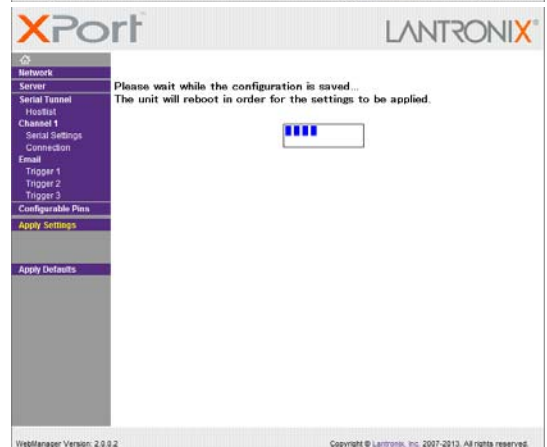 XPort
LANTRONIX®
Network
Server
Serial Tunnel
Hostlist
Channel 1
Serial Settings
Connection
Email
Trigger 1
Trigger 2
Trigger 3
Configurable Pins
Apply Settings
Apply Defaults
Please wait while the configuration is saved...
The unit will reboot in order for the settings to be applied.
WebManager Version: 2.0.0.2
Copyright © Lantronix, Inc. 2007-2013. All rights reserved.